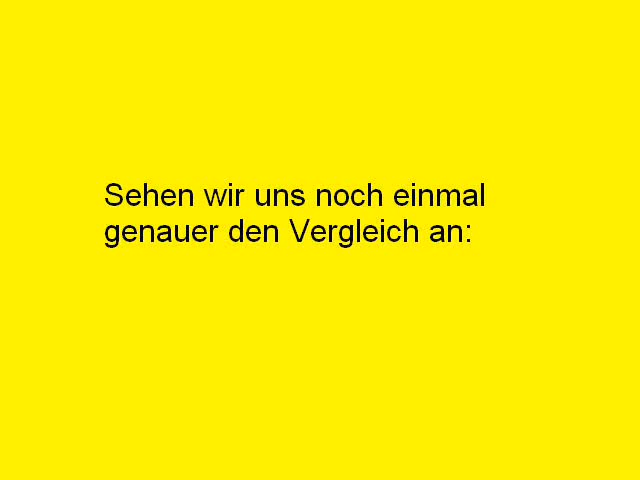 Sehen wir uns noch einmal
genauer den Vergleich an: